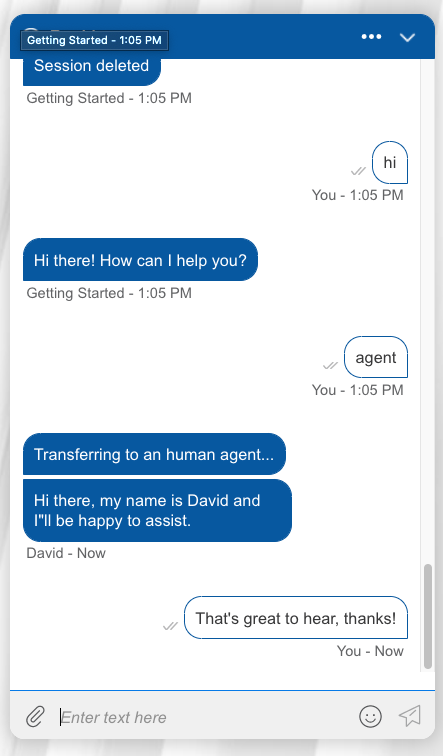 Getting Started - 1:05 PM
Session deleted
Getting Started - 1:05 PM
hi
You - 1:05 PM
Hi there! How can I help you?
Getting Started - 1:05 PM
agent
You - 1:05 PM
Transferring to an human agent...
Hi there, my name is David and
I"ll be happy to assist.
David - Now
That's great to hear, thanks!
You - Now
Enter text here